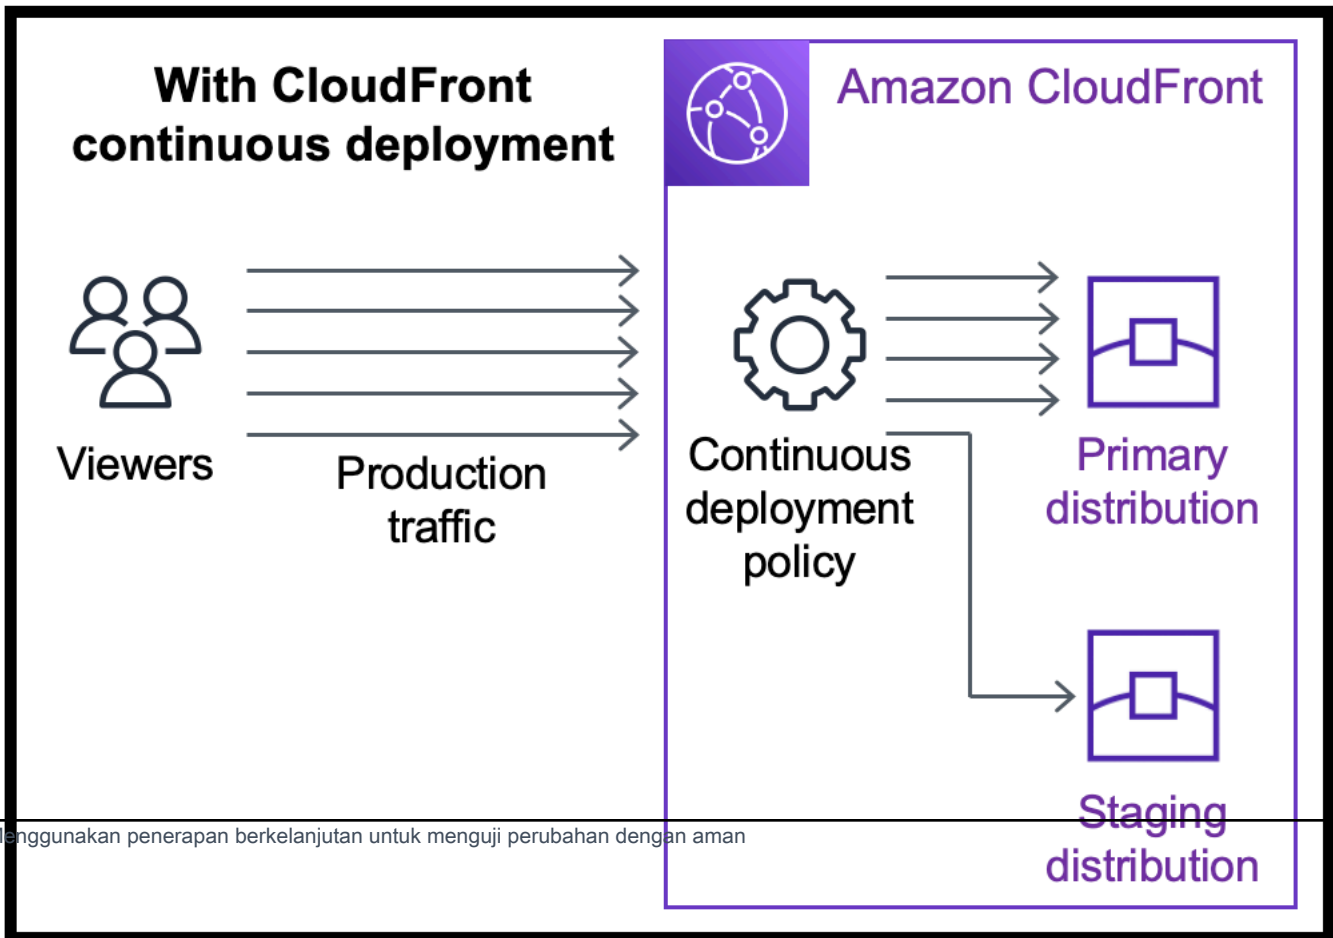 With CloudFront
continuous deployment
Amazon CloudFront
Viewers
Production
traffic
Continuous
deployment
policy
Primary
distribution
Staging
distribution
enggunakan penerapan berkelanjutan untuk menguji perubahan dengan aman